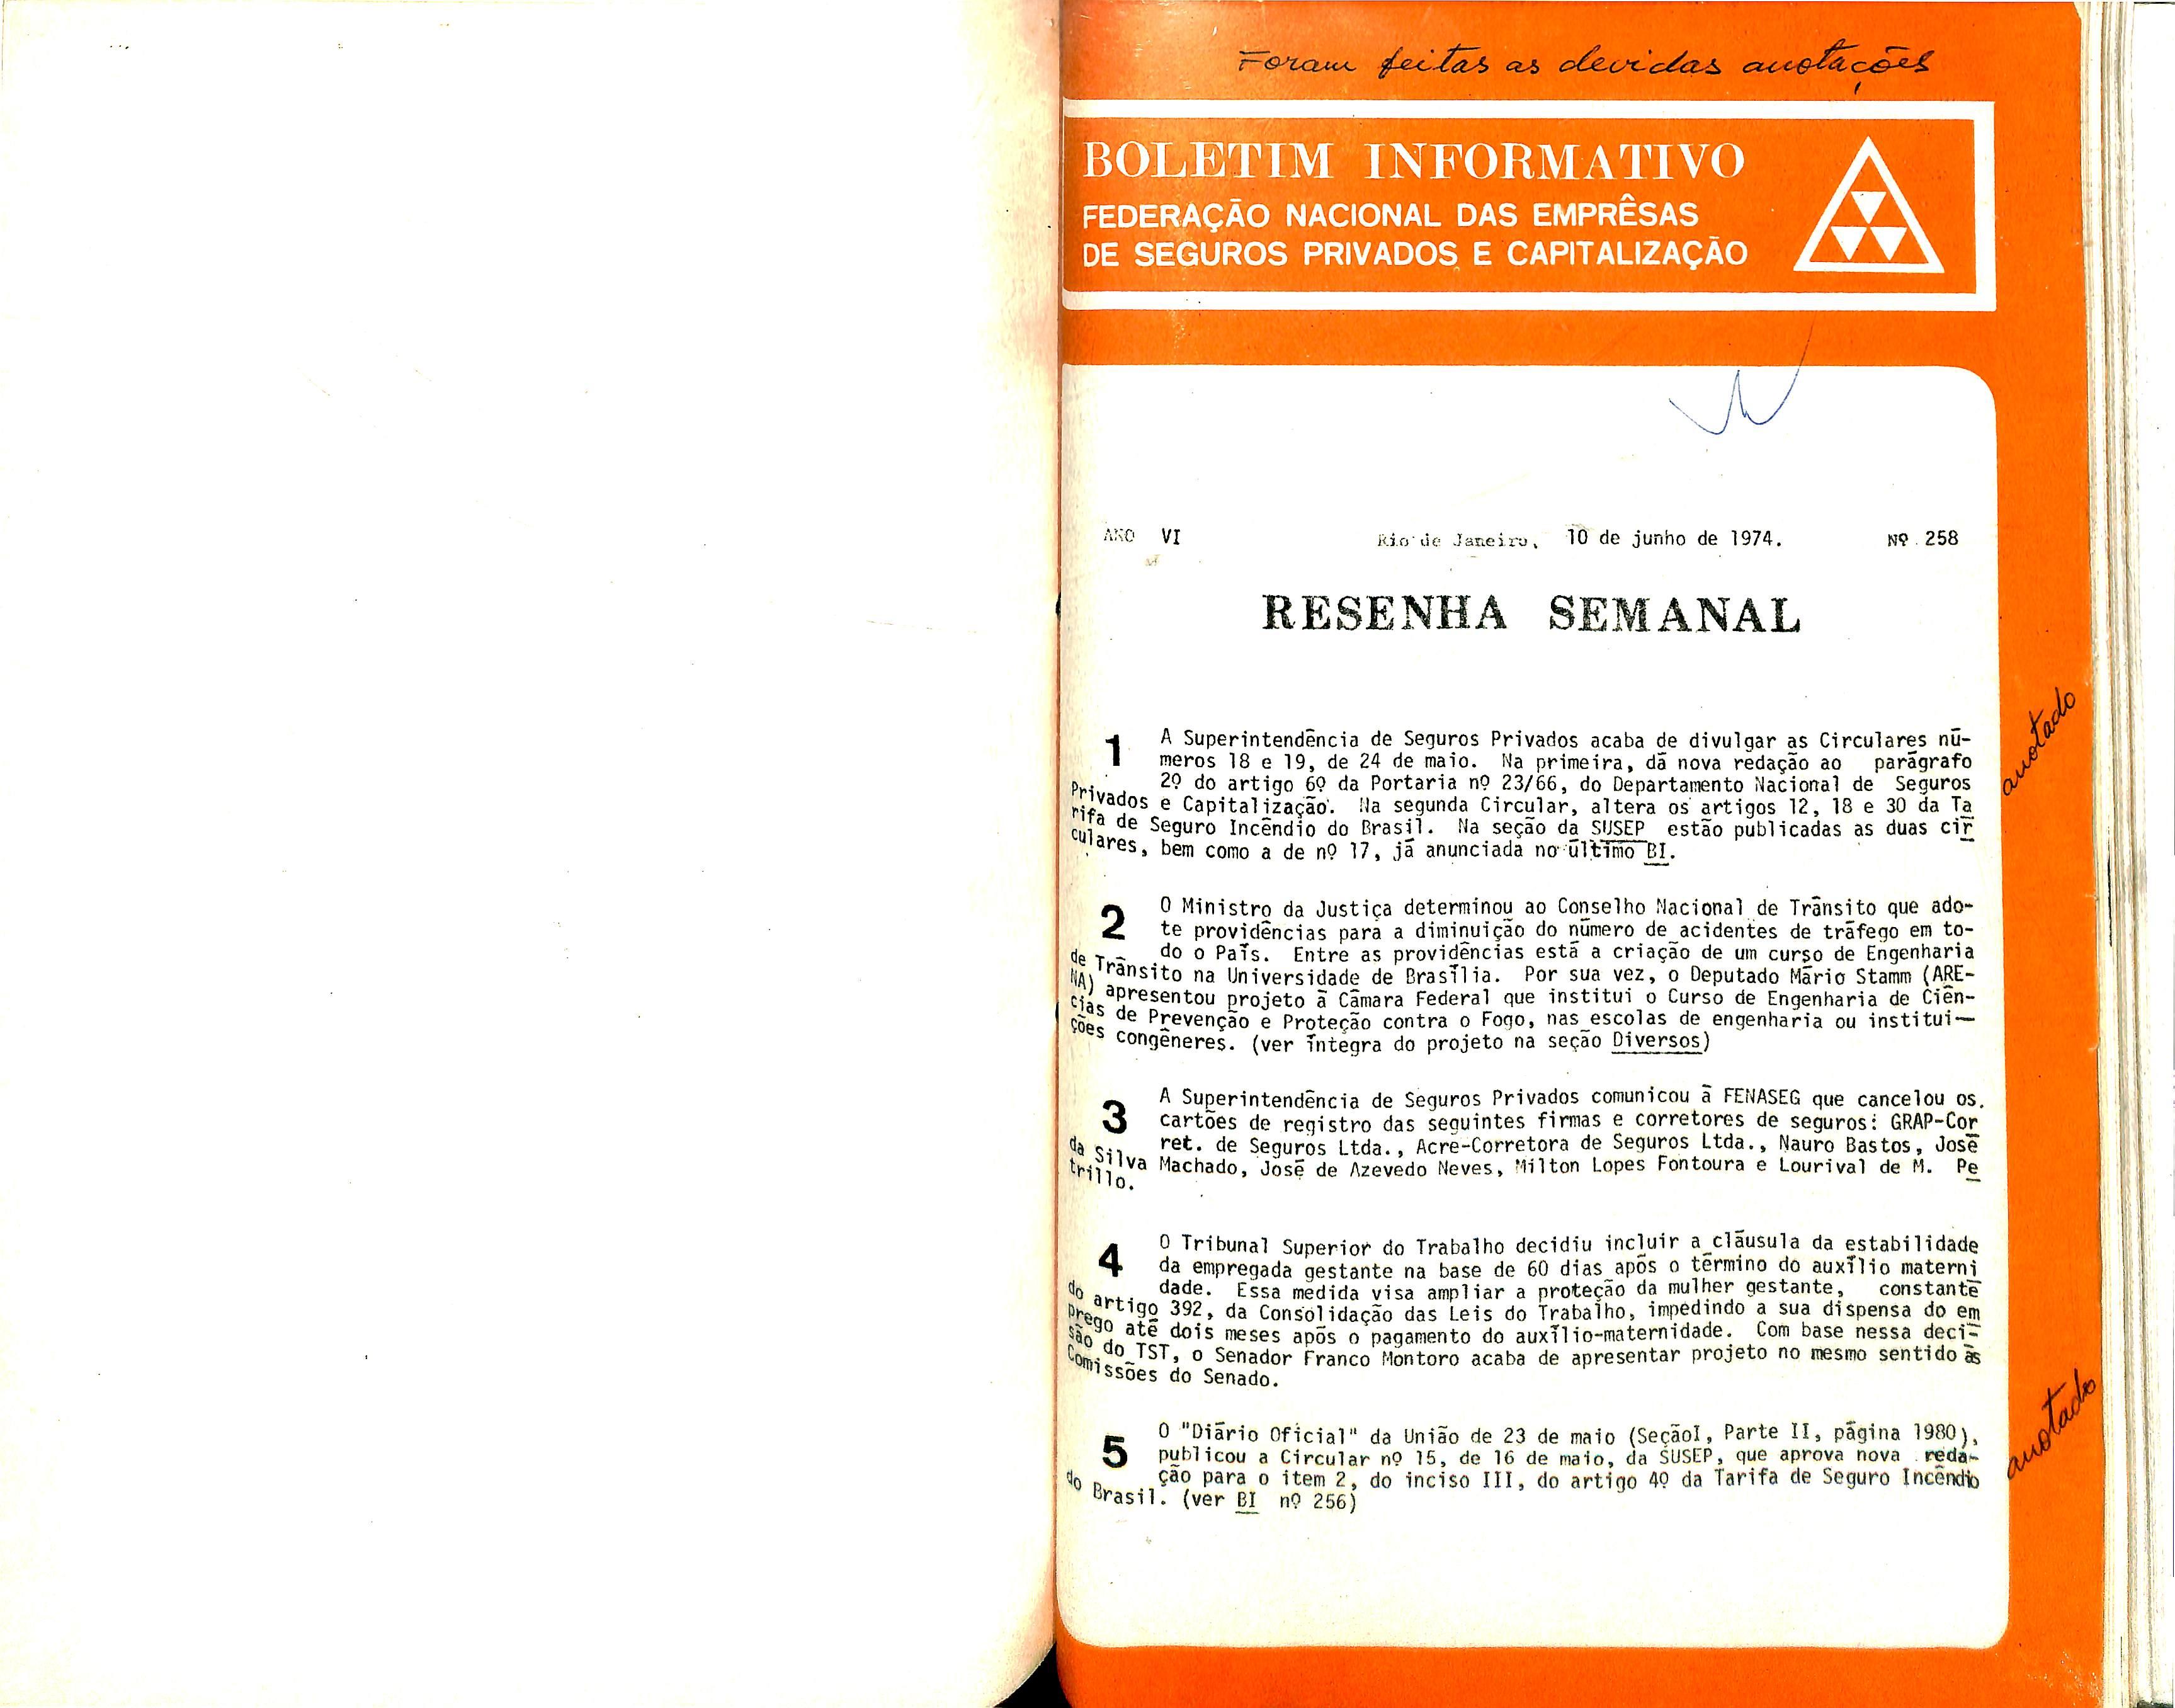 Foram feitas as devidas anotações
BOLETIM INFORMATIVO
FEDERAÇÃO NACIONAL DAS EMPRÊSAS
DE SEGUROS PRIVADOS E CAPITALIZAÇÃO
ANO VI Rio de Janeiro, 10 de junho de 1974. Nº 258
RESENHA SEMANAL
anotado
1 A Superintendência de Seguros Privados acaba de divulgar as Circulares nú-
meros 18 e 19, de 24 de maio. Na primeira, dá nova redação ao parágrafo
2º do artigo 6º da Portaria nº 23/66, do Departamento Nacional de Seguros
Privados e Capitalização. Na segunda Circular, altera os artigos 12, 18 e 30 da Ta
rifa de Seguro Incêndio do Brasil. Na seção da SUSEP estão publicadas as duas cir
culares, bem como a de nº 17, já anunciada no último BI.
2 O Ministro da Justiça determinou ao Conselho Nacional de Trânsito que ado-
te providências para a diminuição do número de acidentes de tráfego em to-
do o País. Entre as providências está a criação de um curso de Engenharia
de Trânsito na Universidade de Brasília. Por sua vez, o Deputado Mário Stamm (ARE-
NA) apresentou projeto à Câmara Federal que institui o Curso de Engenharia de Ciên-
cias de Prevenção e Proteção contra o Fogo, nas escolas de engenharia ou institui-
ções congêneres. (ver íntegra do projeto na seção Diversos)
3 A Superintendência de Seguros Privados comunicou à FENASEG que cancelou os
cartões de registro das seguintes firmas e corretores de seguros: GRAP-Cor
ret. de Seguros Ltda., Acre-Corretora de Seguros Ltda., Nauro Bastos, José
da Silva Machado, José de Azevedo Neves, Milton Lopes Fontoura e Lourival de M. Pe
trillo.
4 O Tribunal Superior do Trabalho decidiu incluir a cláusula da estabilidade
da empregada gestante na base de 60 dias após o término do auxílio materni
dade. Essa medida visa ampliar a proteção da mulher gestante, constante
do artigo 392, da Consolidação das Leis do Trabalho, impedindo a sua dispensa do em
prego até dois meses após o pagamento do auxílio-maternidade. Com base nessa deci-
são do TST, o Senador Franco Montoro acaba de apresentar projeto no mesmo sentido às
Comissões do Senado.
5 O "Diário Oficial" da União de 23 de maio (SeçãoI, Parte II, página 1980),
publicou a Circular nº 15, de 16 de maio, da SUSEP, que aprova nova reda-
ção para o item 2, do inciso III, do artigo 4º da Tarifa de Seguro Incêndio
do Brasil. (ver BI nº 256)
anotado